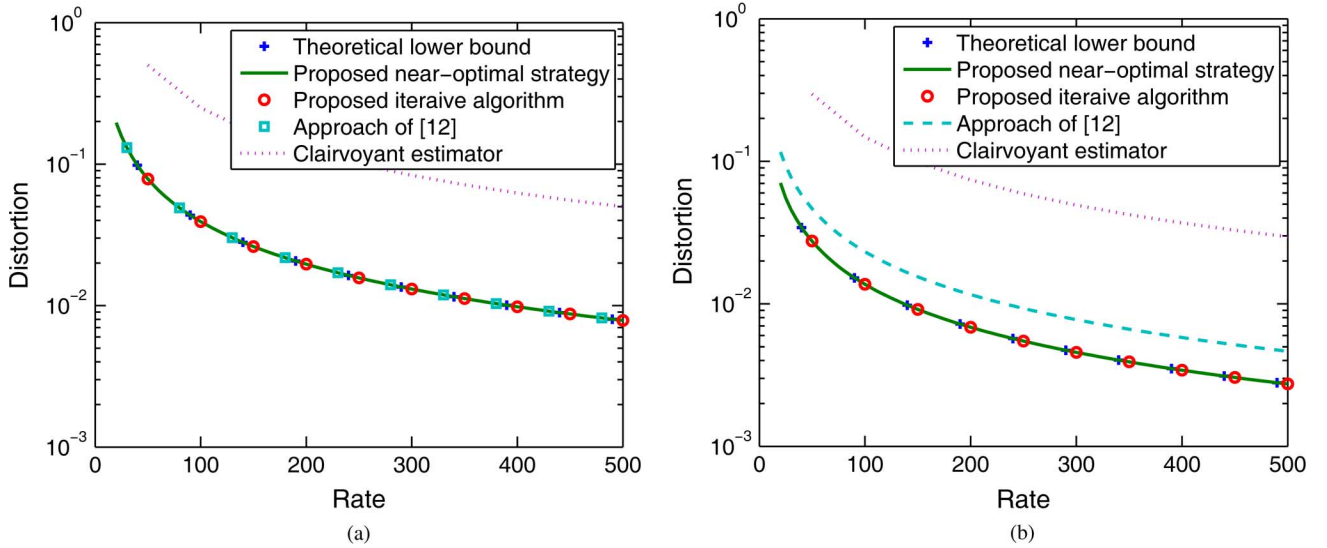 10^0
10^-1
10^-2
10^-3
0 100 200 300 400 500
Distortion
Rate
Theoretical lower bound
Proposed near-optimal strategy
Proposed iteraive algorithm
Approach of [12]
Clairvoyant estimator
(a)
10^0
10^-1
10^-2
10^-3
0 100 200 300 400 500
Distortion
Rate
Theoretical lower bound
Proposed near-optimal strategy
Proposed iteraive algorithm
Approach of [12]
Clairvoyant estimator
(b)